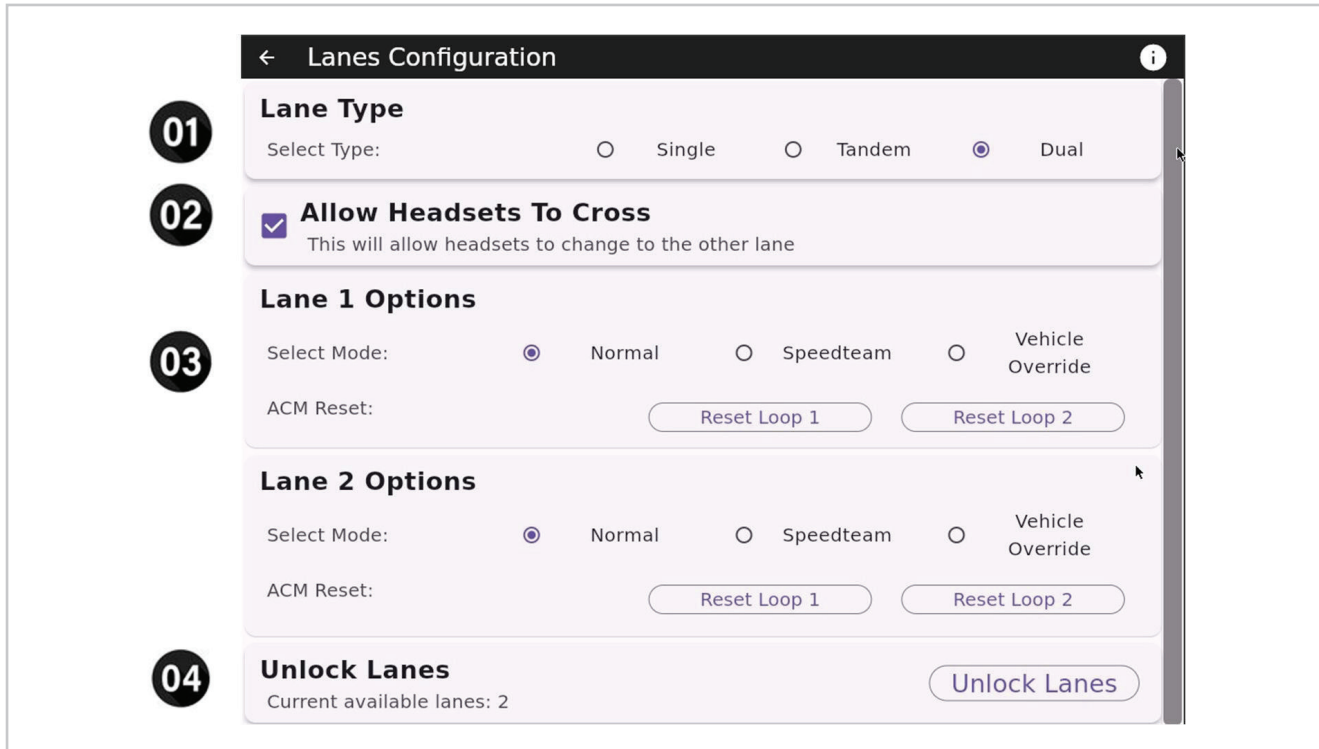 Lanes Configuration
01
Lane Type
Select Type: Single Tandem Dual
02
Allow Headsets To Cross
This will allow headsets to change to the other lane
Lane 1 Options
03
Select Mode: Normal Speedteam Vehicle Override
ACM Reset: Reset Loop 1 Reset Loop 2
Lane 2 Options
Select Mode: Normal Speedteam Vehicle Override
ACM Reset: Reset Loop 1 Reset Loop 2
04
Unlock Lanes
Current available lanes: 2
Unlock Lanes